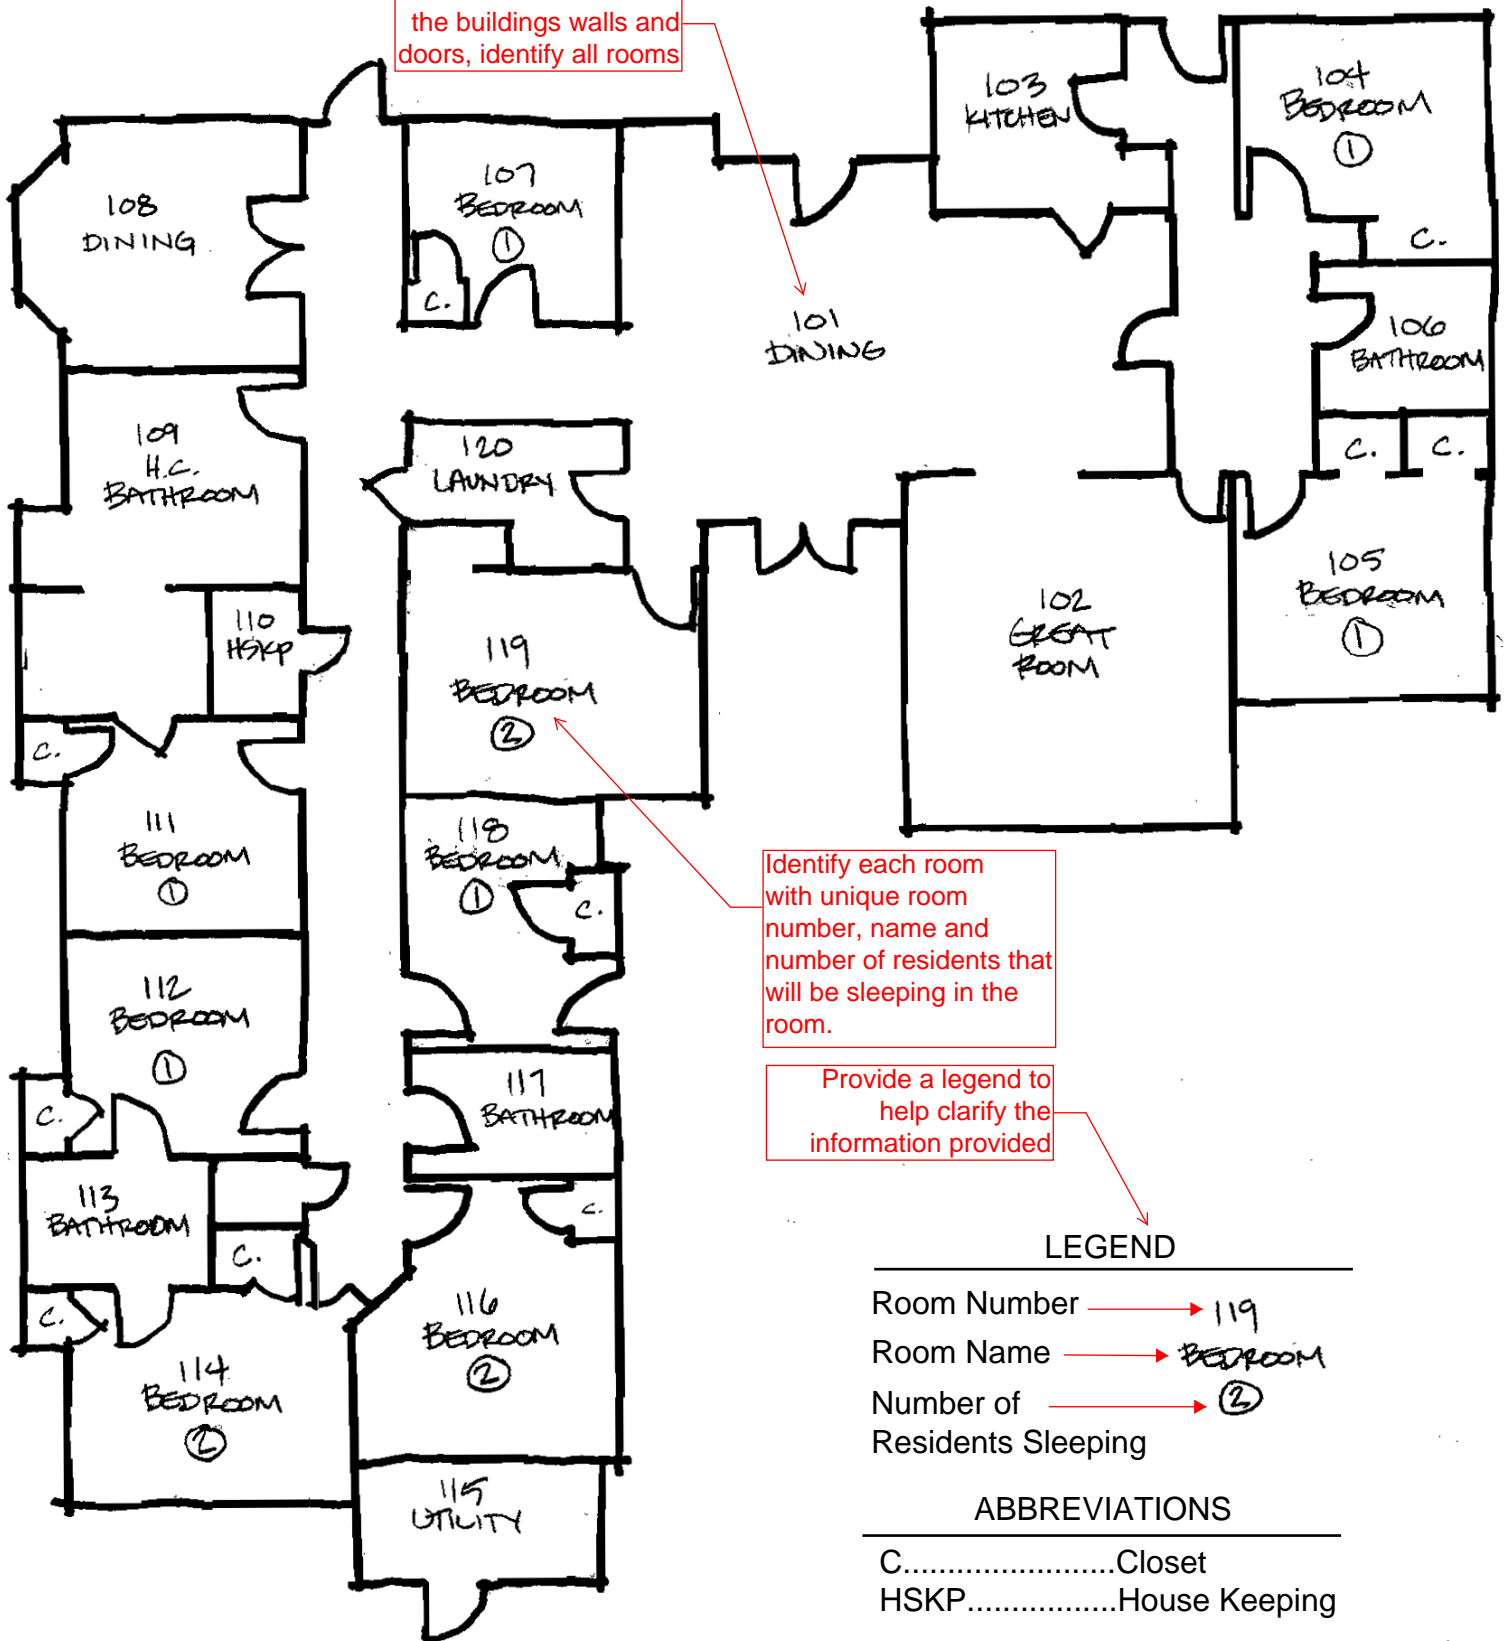 the buildings walls and
doors, identify all rooms
103
KITCHEN
104
BEDROOM
1
C.
107
BEDROOM
1
C.
108
DINING
101
DINING
106
BATHROOM
C.
C.
109
H.C.
BATHROOM
120
LAUNDRY
105
BEDROOM
1
102
GREAT
ROOM
110
HSKP
119
BEDROOM
2
C.
111
BEDROOM
1
118
BEDROOM
1
C.
Identify each room
with unique room
number, name and
number of residents that
will be sleeping in the
room.
112
BEDROOM
1
C.
117
BATHROOM
Provide a legend to
help clarify the
information provided
113
BATHROOM
C.
C.
C.
116
BEDROOM
2
114
BEDROOM
2
115
UTILITY
LEGEND
Room Number 119
Room Name BEDROOM
Number of 2
Residents Sleeping
ABBREVIATIONS
C........................Closet
HSKP.................House Keeping